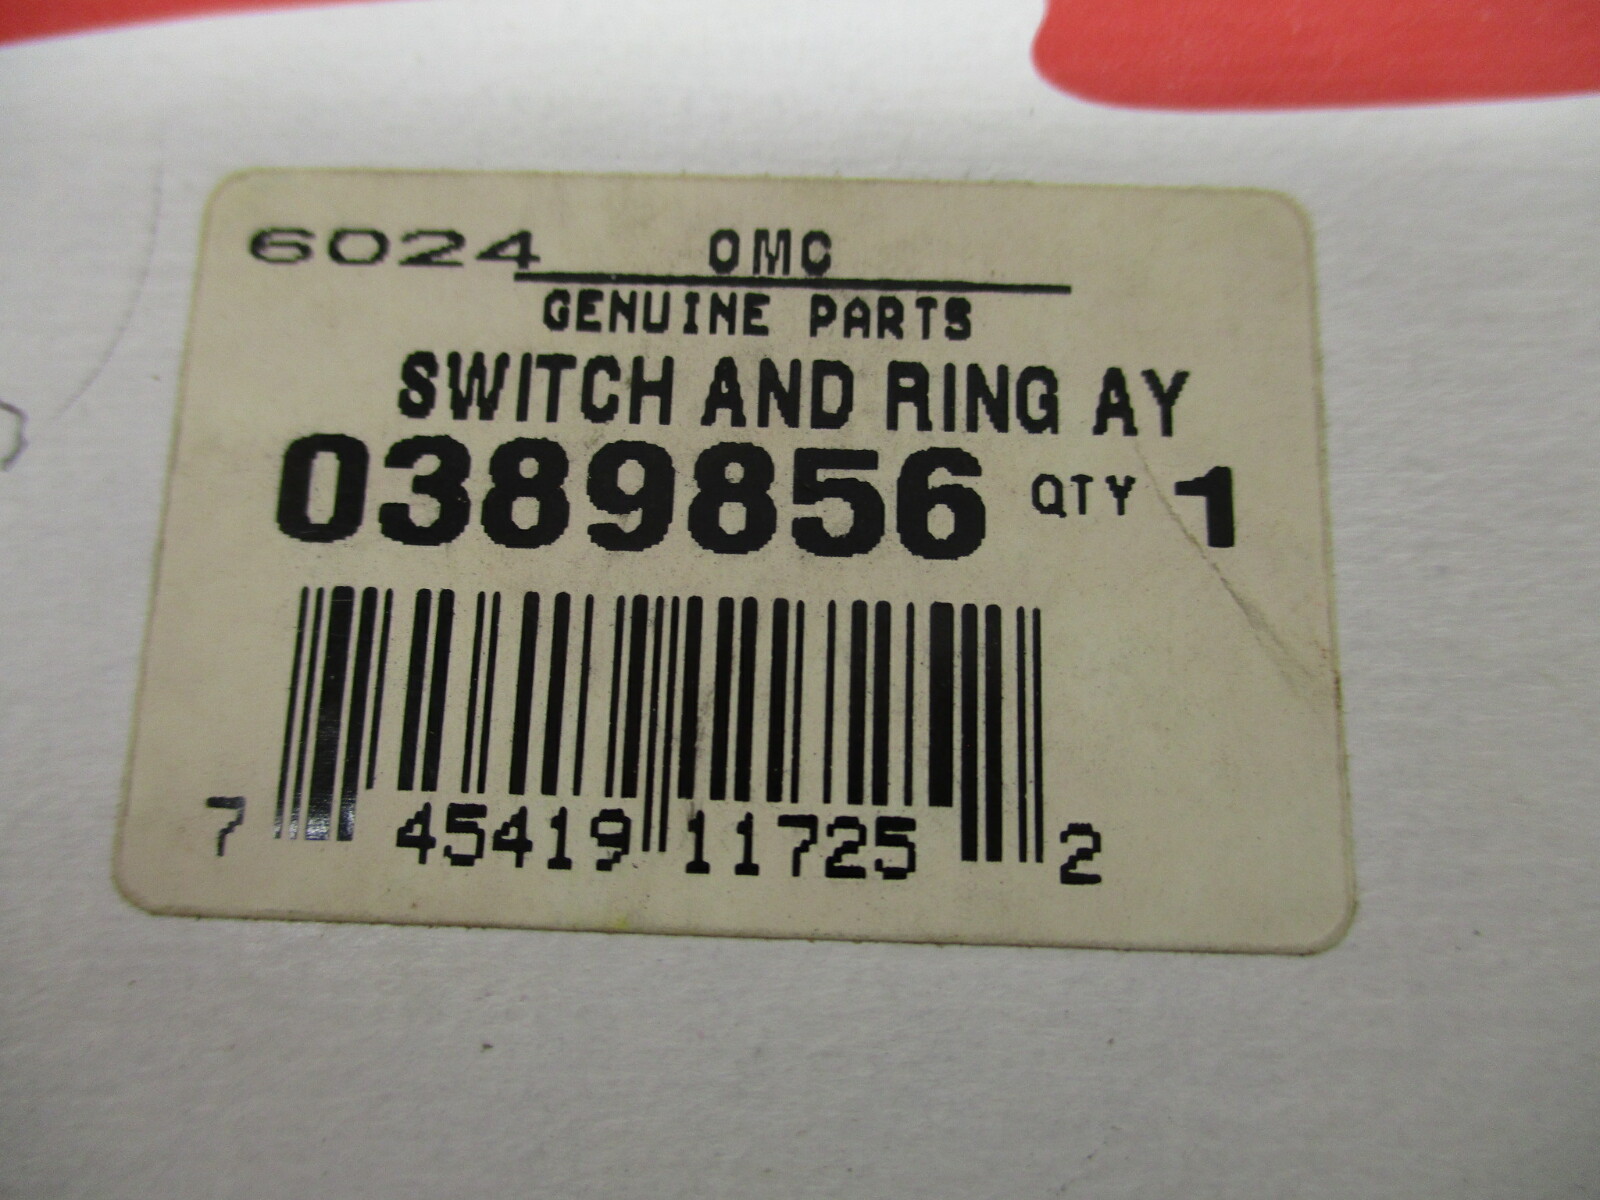 6024 OMC
GENUINE PARTS
SWITCH AND RING AY
0389856 QTY 1
7 45419 11725 2